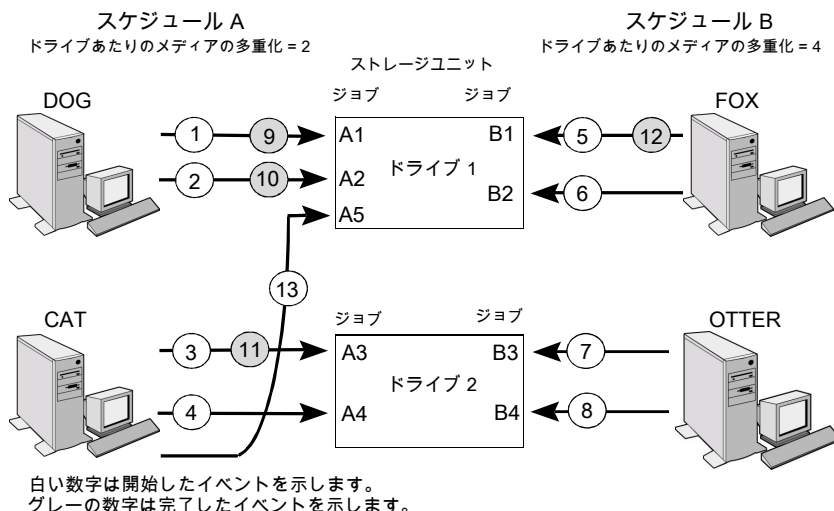 スケジュール A
ドライブあたりのメディアの多重化 = 2
スケジュール B
ドライブあたりのメディアの多重化 = 4
ストレージユニット
ジョブ
ジョブ
DOG
FOX
1
9
A1
B1
5
12
ドライブ 1
2
10
A2
B2
6
A5
13
CAT
OTTER
ジョブ
ジョブ
3
11
A3
B3
7
ドライブ 2
4
A4
B4
8
白い数字は開始したイベントを示します。
グレーの数字は完了したイベントを示します。